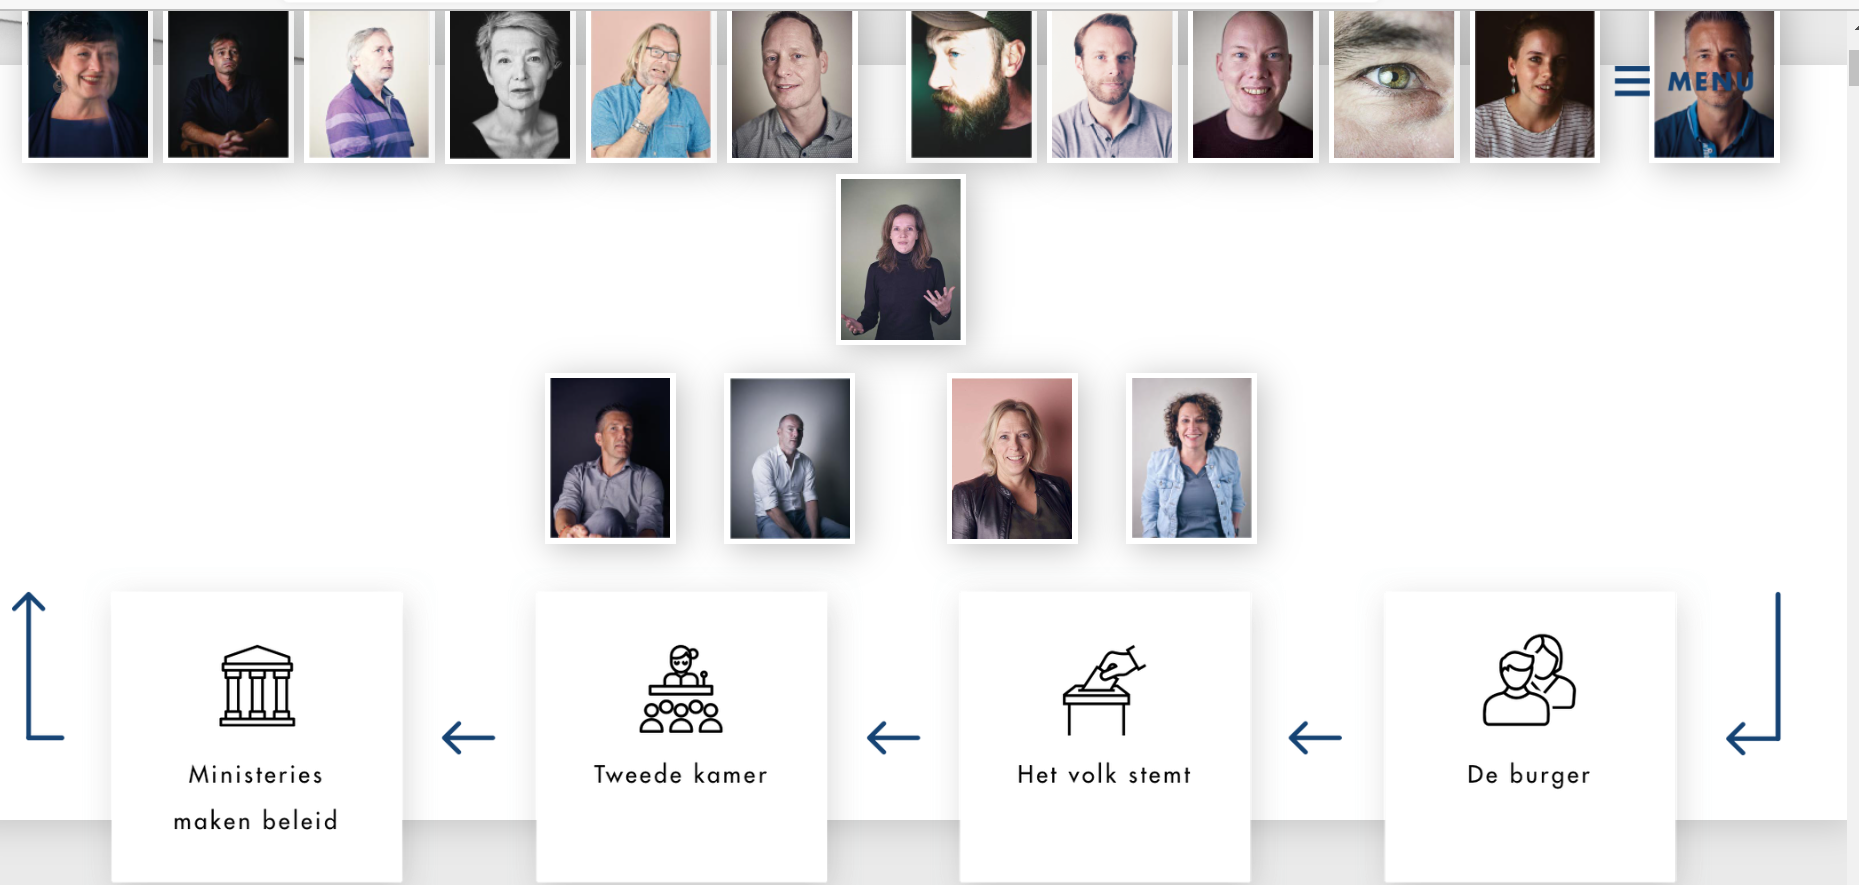 MENU
Ministeries
maken beleid
Tweede kamer
Het volk stemt
De burger